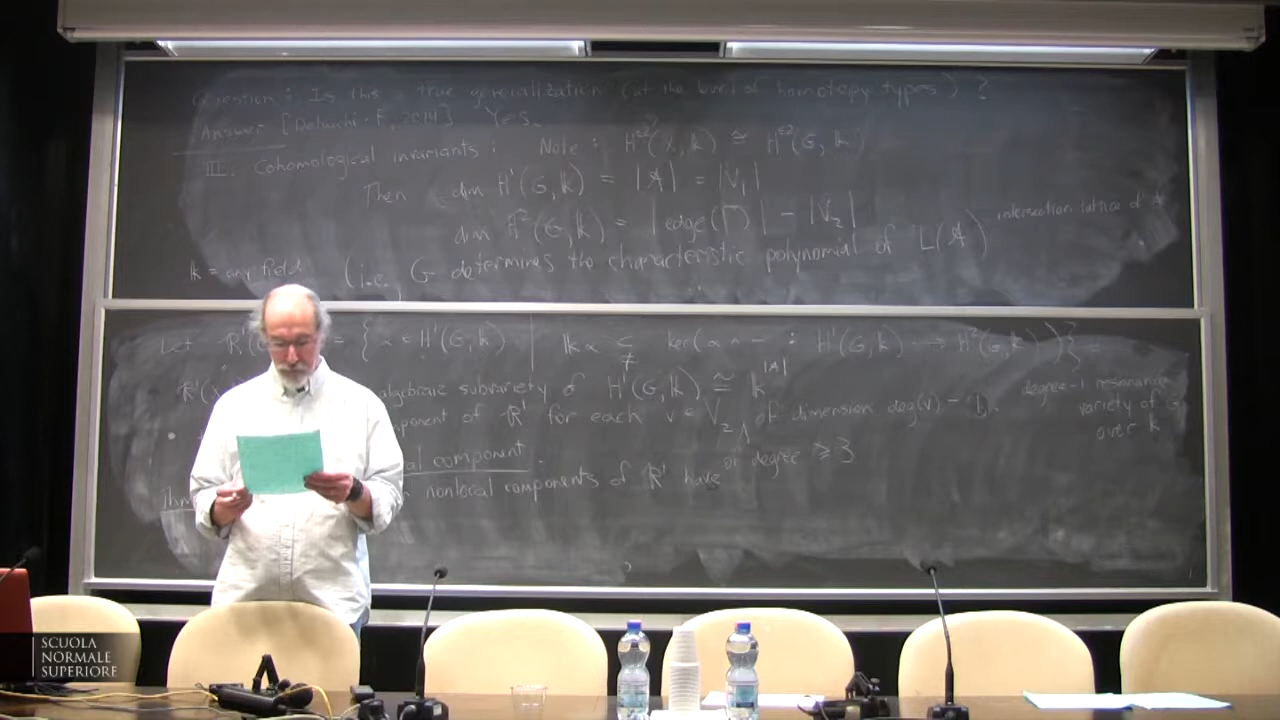 Question: Is this a true generalization (at the level of homotopy types)?
Answer [Delucchi-F, 2014] Yes.
III. Cohomological invariants: Note: H^{≤2}(X, k) ≅ H^{≤2}(G, k)
Then dim H^1(G, k) = |A| = |V_1|
dim H^2(G, k) = |edge(Γ)| - |V_2|
k = any field (i.e., G determines the characteristic polynomial of L(A) intersection lattice of A
Let R^1( = { α ∈ H^1(G, k) | kα ⊊ ker(α ∧ - : H^1(G, k) → H^2(G, k))} =
R^1( algebraic subvariety of H^1(G, k) ≅ k^{|A|} degree-1 resonance
component of R^1 for each v ∈ V_2 of dimension deg(v) - 1. variety of G
over k
component of degree ≥ 3
Thm nonlocal components of R^1 have
SCUOLA
NORMALE
SUPERIORE